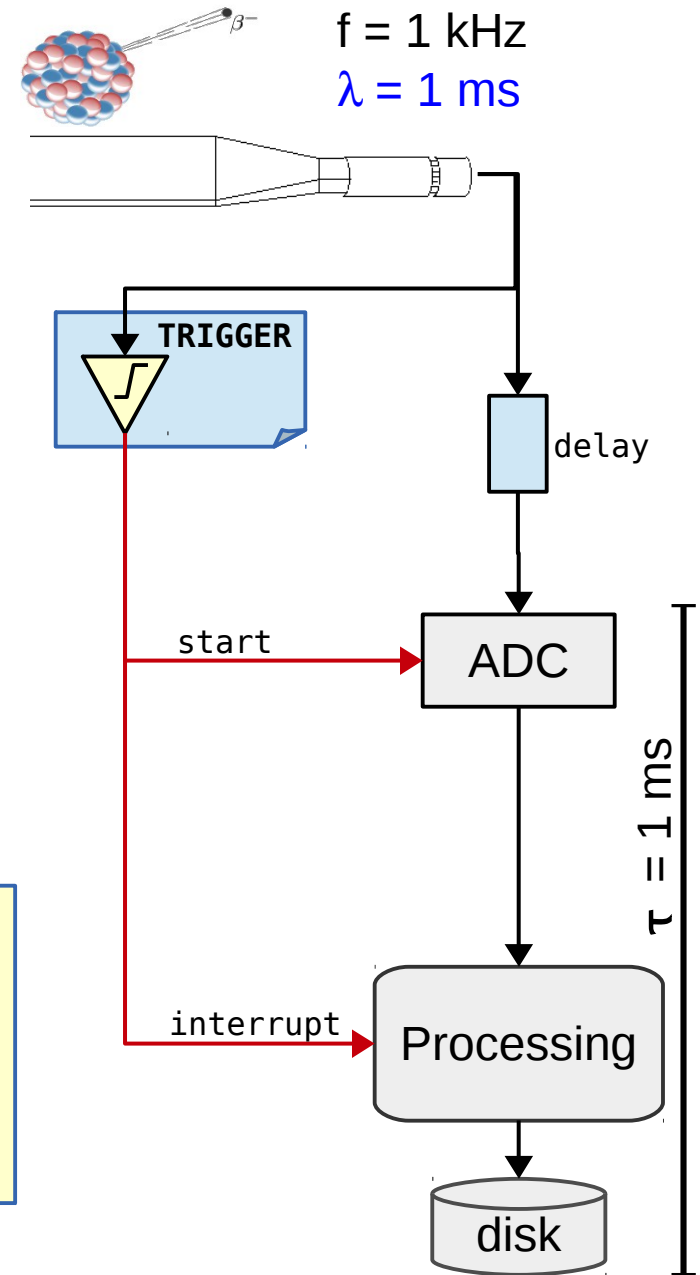 β−
f = 1 kHz
λ = 1 ms
TRIGGER
delay
start
ADC
τ = 1 ms
interrupt
Processing
disk